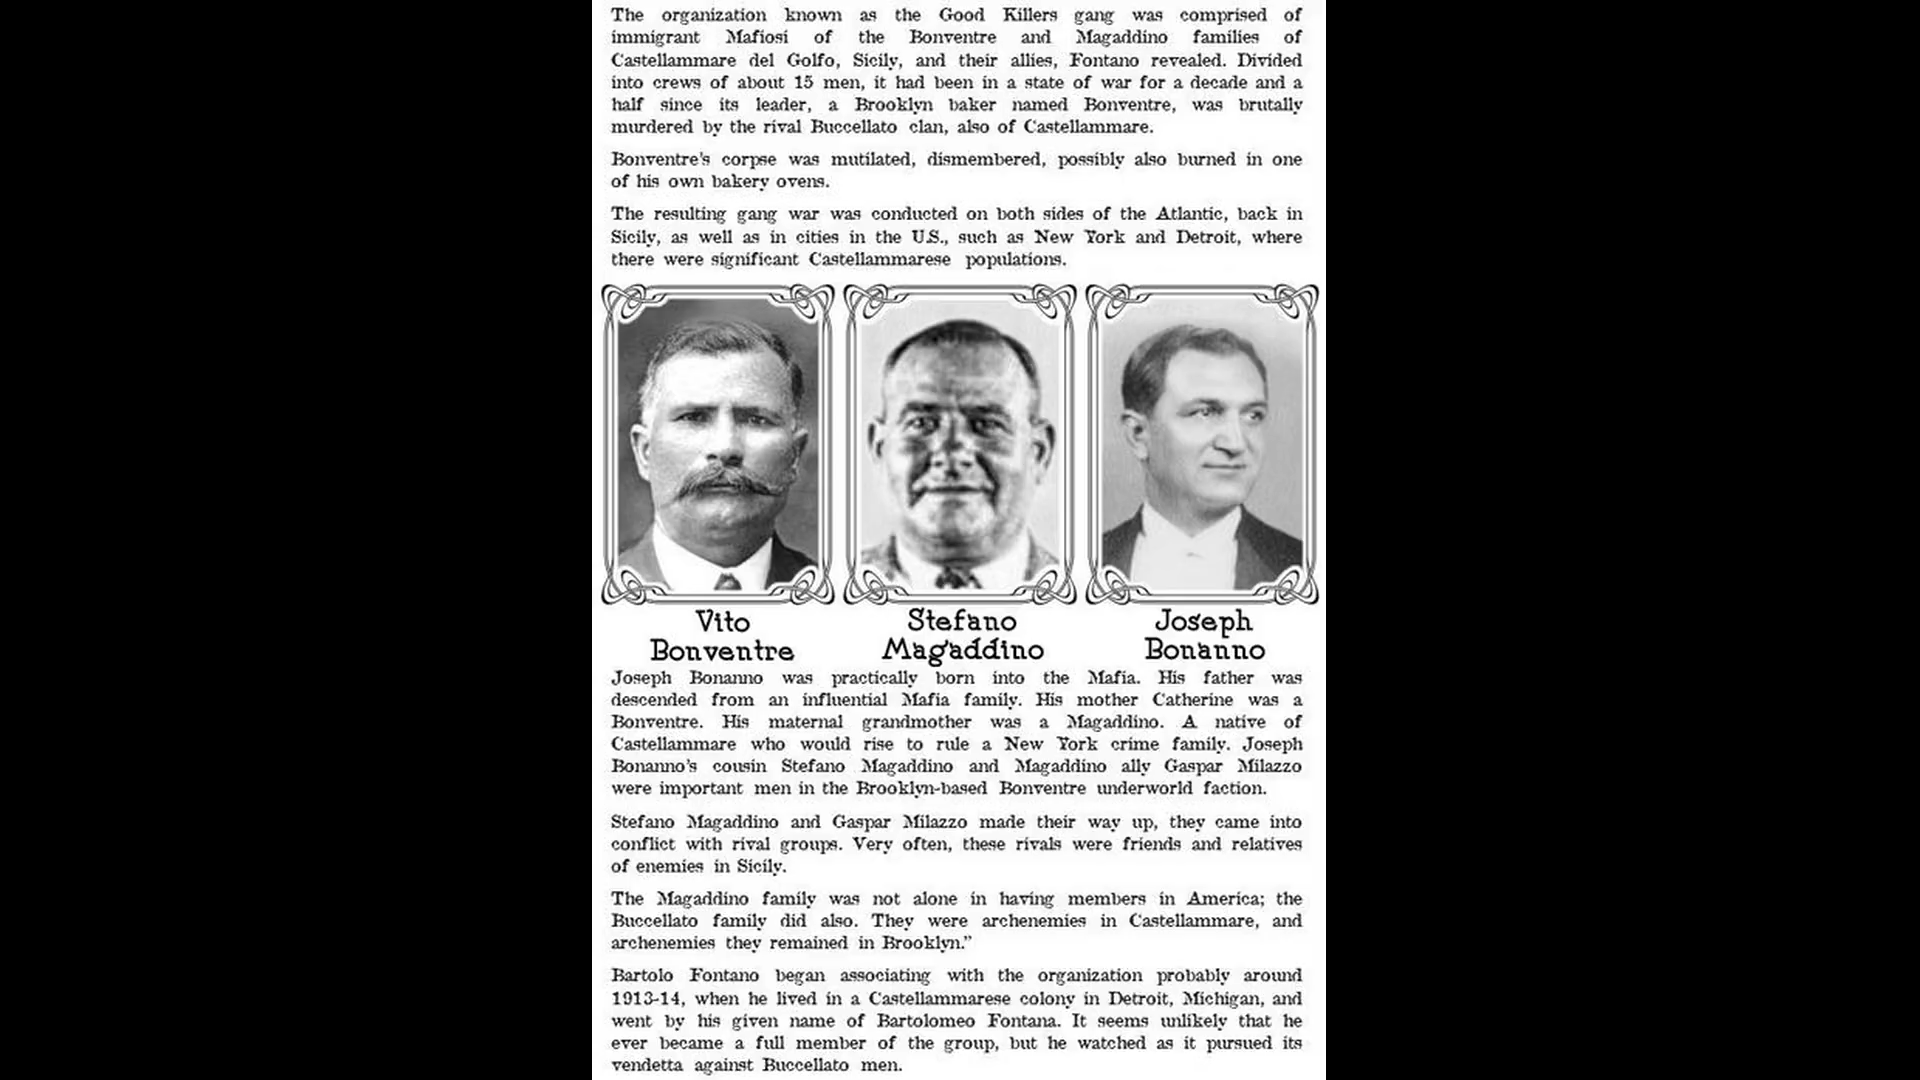 The organization known as the Good Killers gang was comprised of
immigrant Mafiosi of the Bonventre and Magaddino families of
Castellammare del Golfo, Sicily, and their allies, Fontano revealed. Divided
into crews of about 15 men, it had been in a state of war for a decade and a
half since its leader, a Brooklyn baker named Bonventre, was brutally
murdered by the rival Buccellato clan, also of Castellammare.
Bonventre's corpse was mutilated, dismembered, possibly also burned in one
of his own bakery ovens.
The resulting gang war was conducted on both sides of the Atlantic, back in
Sicily, as well as in cities in the U.S., such as New York and Detroit, where
there were significant Castellammarese populations.
Vito
Bonventre
Stefano
Magaddino
Joseph
Bonanno
Joseph Bonanno was practically born into the Mafia. His father was
descended from an influential Mafia family. His mother Catherine was a
Bonventre. His maternal grandmother was a Magaddino. A native of
Castellammare who would rise to rule a New York crime family. Joseph
Bonanno's cousin Stefano Magaddino and Magaddino ally Gaspar Milazzo
were important men in the Brooklyn-based Bonventre underworld faction.
Stefano Magaddino and Gaspar Milazzo made their way up, they came into
conflict with rival groups. Very often, these rivals were friends and relatives
of enemies in Sicily.
The Magaddino family was not alone in having members in America; the
Buccellato family did also. They were archenemies in Castellammare, and
archenemies they remained in Brooklyn."
Bartolo Fontano began associating with the organization probably around
1913-14, when he lived in a Castellammarese colony in Detroit, Michigan, and
went by his given name of Bartolomeo Fontana. It seems unlikely that he
ever became a full member of the group, but he watched as it pursued its
vendetta against Buccellato men.